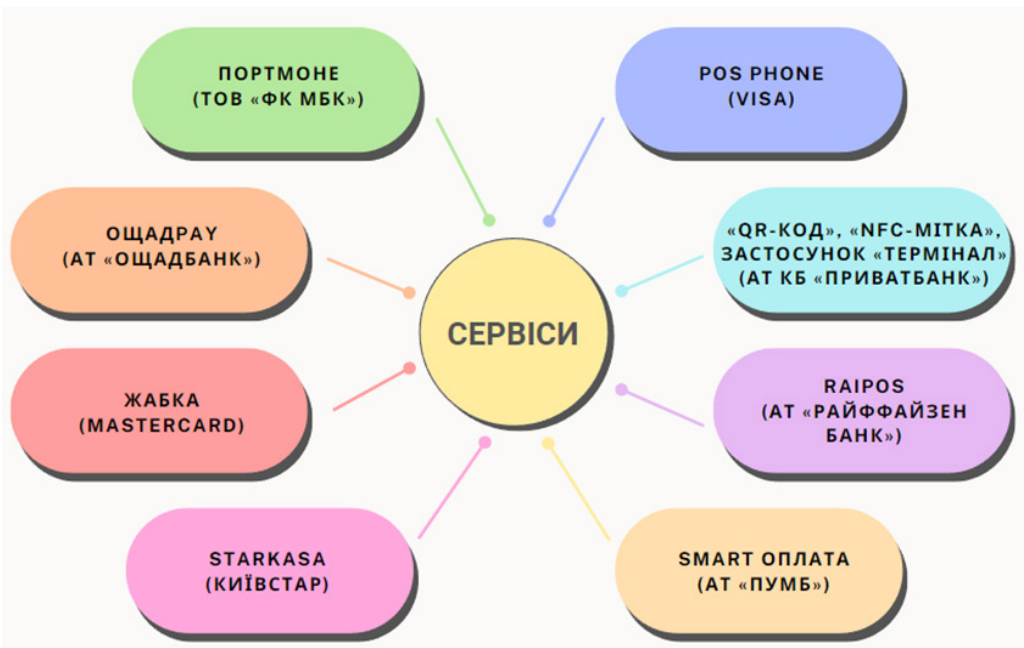 ПОРТМОНЕ
(ТОВ «ФК МБК»)
POS PHONE
(VISA)
ОЩАДPAY
(АТ «ОЩАДБАНК»)
«QR-КОД», «NFC-МІТКА»,
ЗАСТОСУНОК «ТЕРМІНАЛ»
(АТ КБ «ПРИВАТБАНК»)
СЕРВІСИ
ЖАБКА
(MASTERCARD)
RAIPOS
(АТ «РАЙФФАЙЗЕН
БАНК»)
STARKASA
(КИЇВСТАР)
SMART ОПЛАТА
(АТ «ПУМБ»)